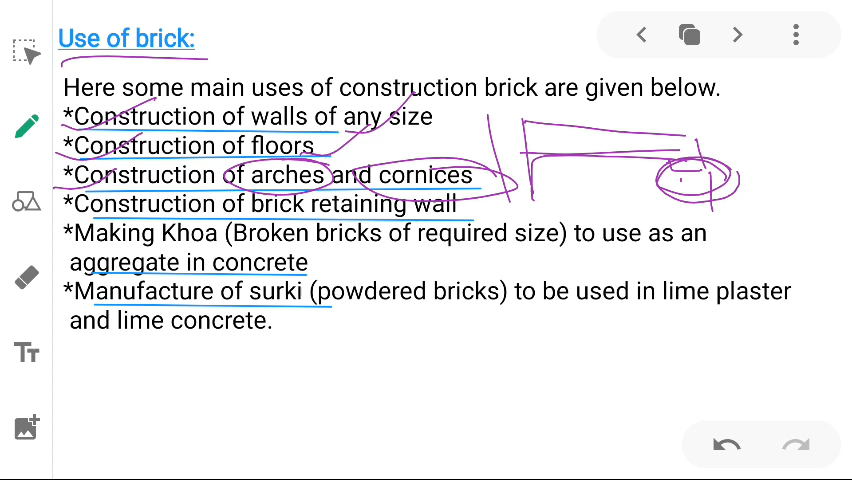 Use of brick:
Here some main uses of construction brick are given below.
*Construction of walls of any size
*Construction of floors
*Construction of arches and cornices
*Construction of brick retaining wall
*Making Khoa (Broken bricks of required size) to use as an
aggregate in concrete
*Manufacture of surki (powdered bricks) to be used in lime plaster
and lime concrete.
TT